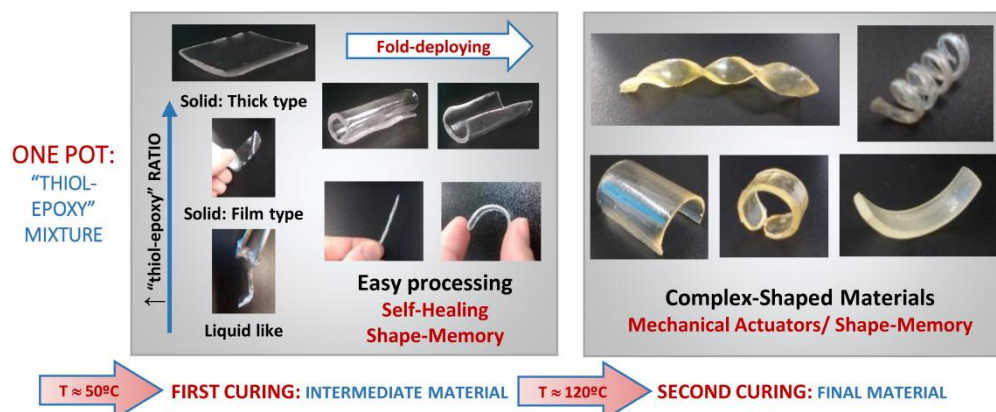 ONE POT:
“THIOL-
EPOXY”
MIXTURE
↑ “thiol-epoxy” RATIO
Solid: Thick type
Solid: Film type
Liquid like
Fold-deploying
Easy processing
Self-Healing
Shape-Memory
Complex-Shaped Materials
Mechanical Actuators/ Shape-Memory
T ≈ 50ºC
FIRST CURING: INTERMEDIATE MATERIAL
T ≈ 120ºC
SECOND CURING: FINAL MATERIAL